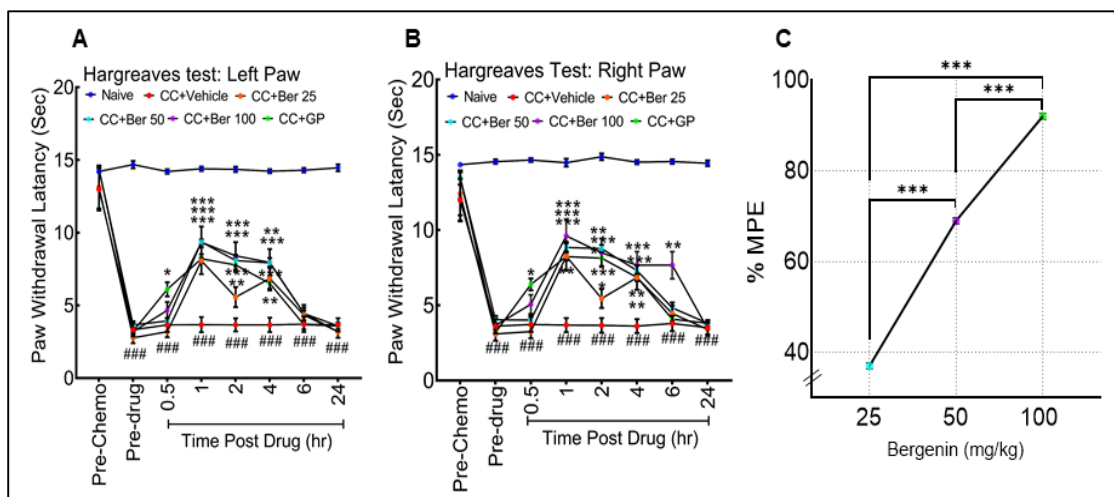 A
Hargreaves test: Left Paw
Naive CC+Vehicle CC+Ber 25
CC+Ber 50 CC+Ber 100 CC+GP
Paw Withdrawal Latancy (Sec)
20
15
10
5
0
***
***
***
***
***
**
***
*
***
**
**
### ### ### ### ### ### ###
Pre-Chemo Pre-drug 0.5 1 2 4 6 24
Time Post Drug (hr)
B
Hargreaves Test: Right Paw
Naive CC+Vehicle CC+Ber 25
CC+Ber 50 CC+Ber 100 CC+GP
Paw Withdrawal Latancy (Sec)
20
15
10
5
0
***
***
***
**
***
***
**
*
***
*
**
**
### ### ### ### ### ### ###
Pre-Chemo Pre-drug 0.5 1 2 4 6 24
Time Post Drug (hr)
C
% MPE
100
80
60
40
***
***
***
25 50 100
Bergenin (mg/kg)